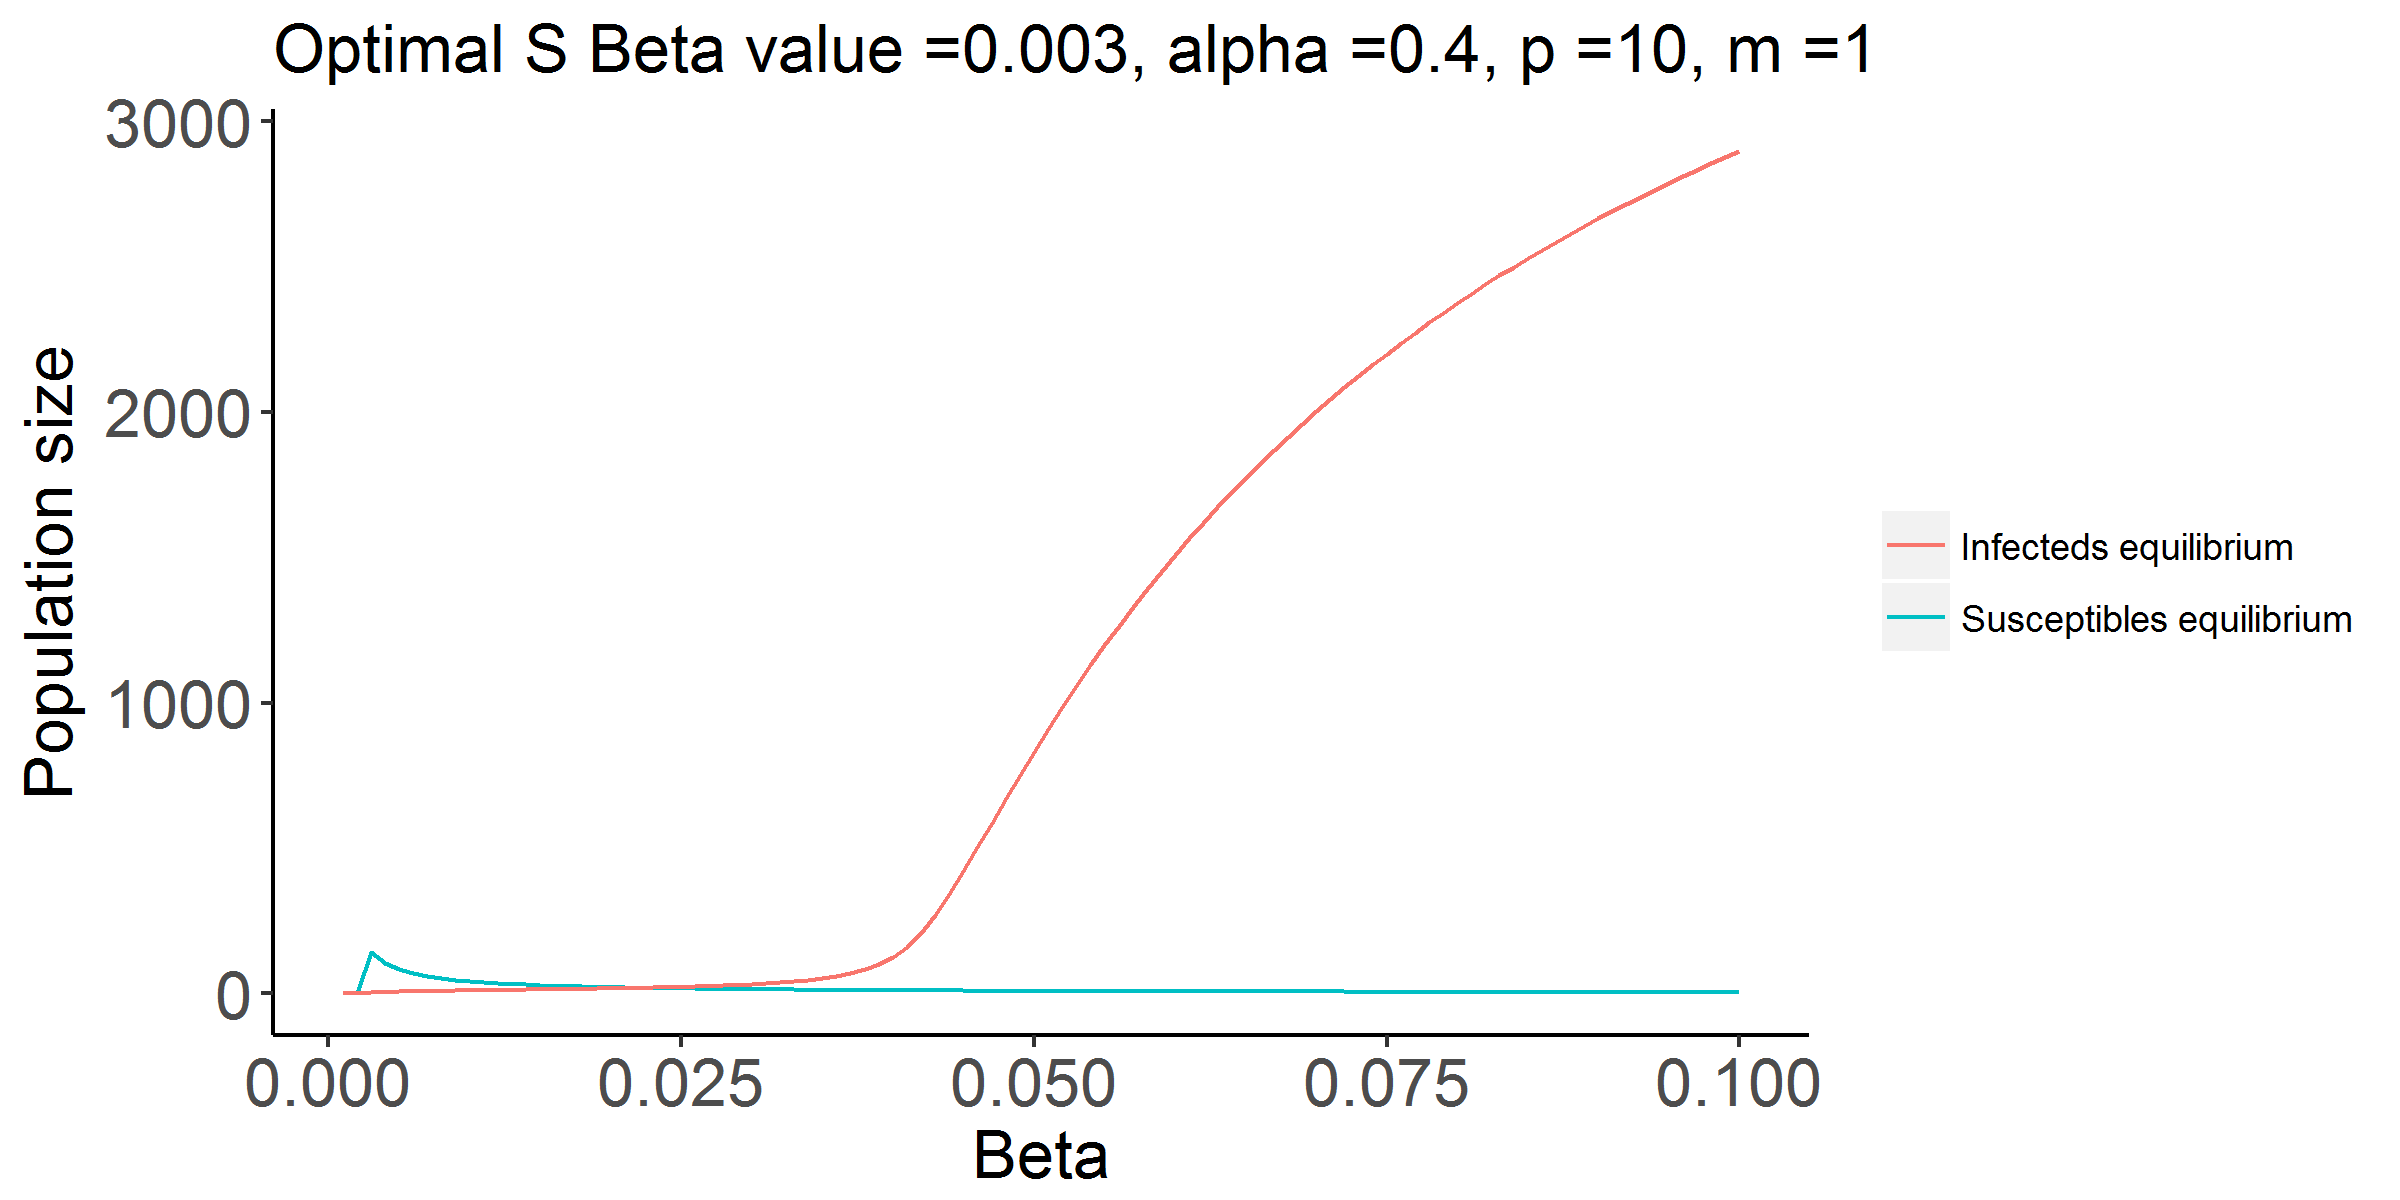 Optimal S Beta value =0.003, alpha =0.4, p =10, m =1
Population size
3000
2000
1000
0
0.000 0.025 0.050 0.075 0.100
Beta
Infecteds equilibrium
Susceptibles equilibrium